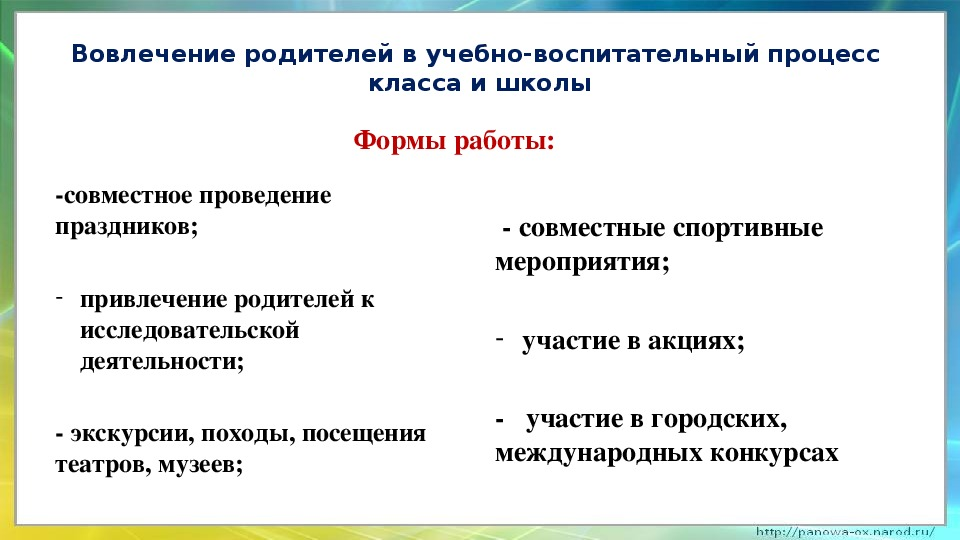 Вовлечение родителей в учебно-воспитательный процесс
класса и школы
Формы работы:
-совместное проведение
праздников;
- привлечение родителей к
исследовательской
деятельности;
- экскурсии, походы, посещения
театров, музеев;
- совместные спортивные
мероприятия;
- участие в акциях;
- участие в городских,
международных конкурсах
http://panowa-ox.narod.ru/